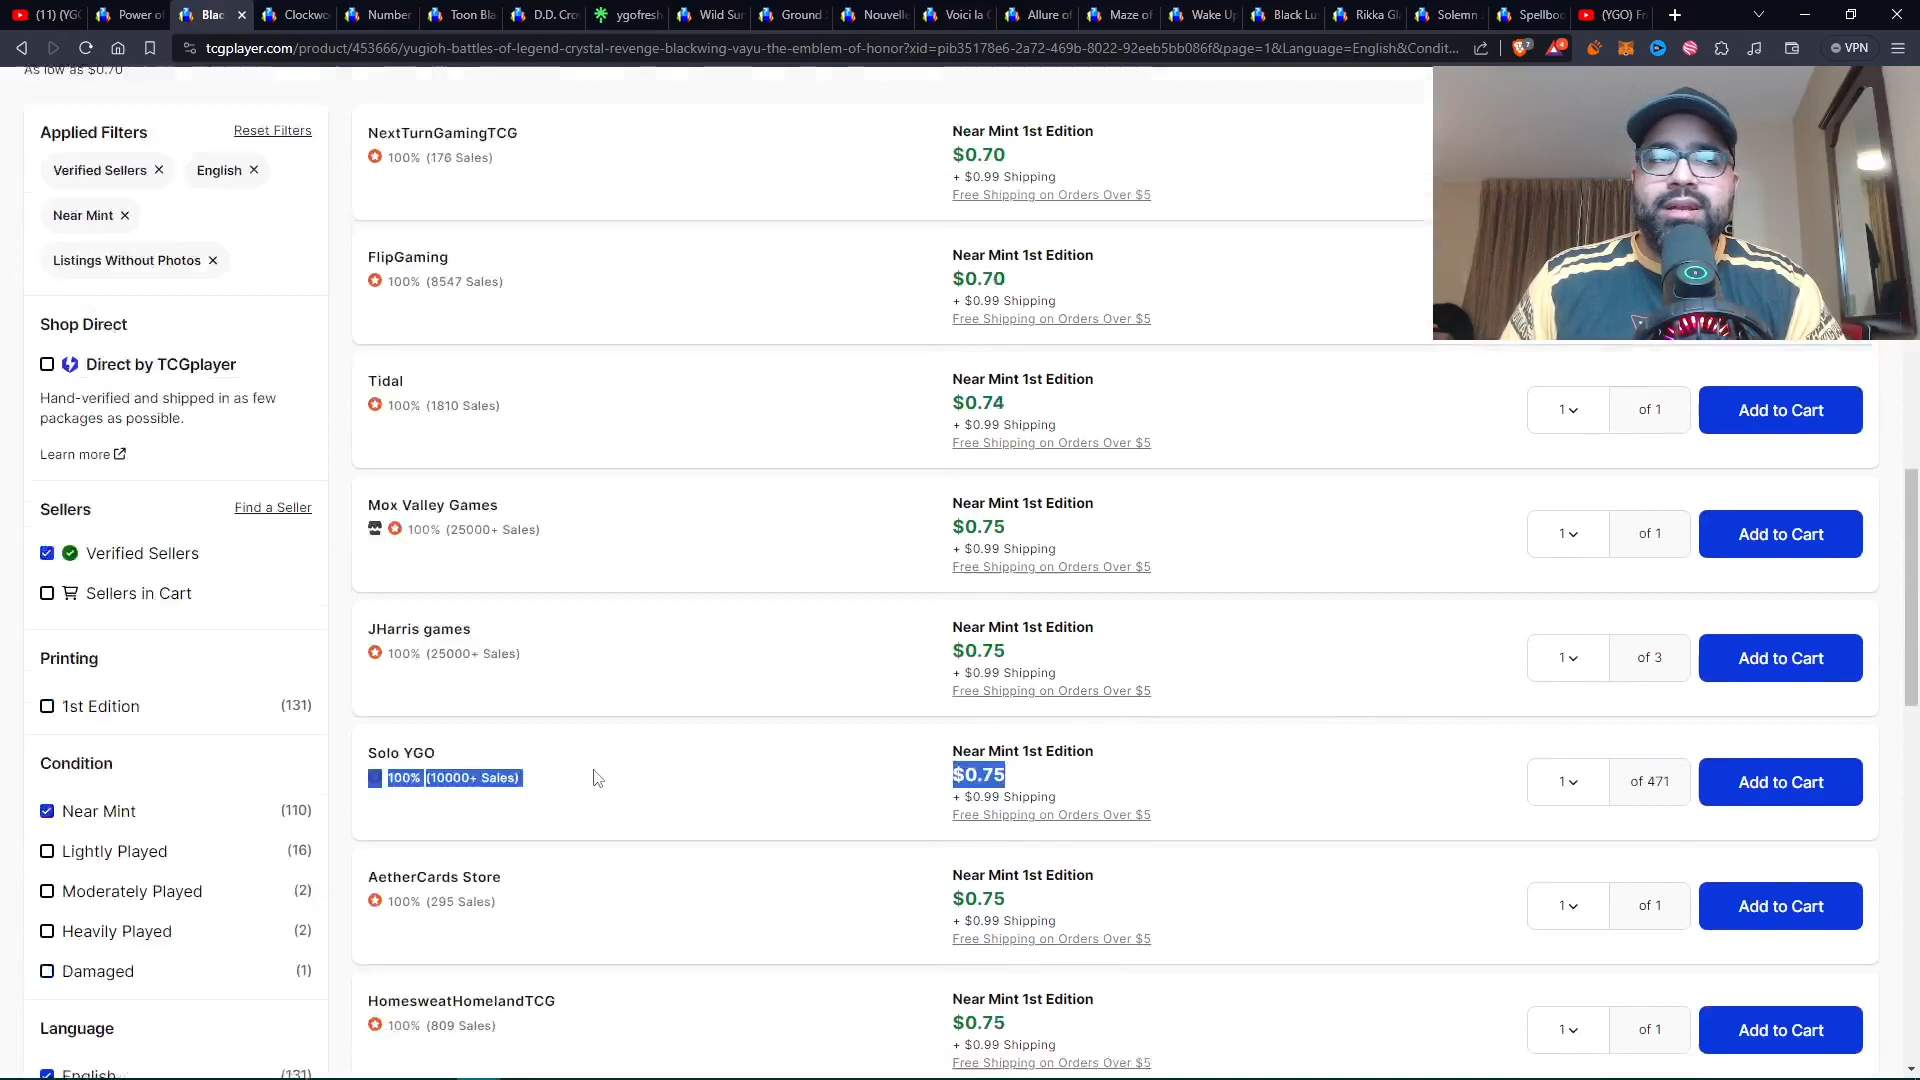 (11) (YG
Power of
Blac
Clockwo
Number
Toon Bla
D.D. Cro
ygofresh
Wild Sur
Ground
Nouvelle
Voici la C
Allure of
Maze of
Wake Up
Black Lu
Rikka Gl
Solemn
Spellboo
(YGO) Fr
tcgplayer.com/product/453666/yugioh-battles-of-legend-crystal-revenge-blackwing-vayu-the-emblem-of-honor?xid=pib35178e6-2a72-469b-8022-92eeb5bb086f&page=1&Language=English&Condit...
7
4
VPN
As low as $0.70
Applied Filters
Reset Filters
Verified Sellers
English
Near Mint
Listings Without Photos
Shop Direct
Direct by TCGplayer
Hand-verified and shipped in as few
packages as possible.
Learn more
Sellers
Find a Seller
Verified Sellers
Sellers in Cart
Printing
1st Edition (131)
Condition
Near Mint (110)
Lightly Played (16)
Moderately Played (2)
Heavily Played (2)
Damaged (1)
Language
English (131)
NextTurnGamingTCG
100% (176 Sales)
Near Mint 1st Edition
$0.70
+ $0.99 Shipping
Free Shipping on Orders Over $5
FlipGaming
100% (8547 Sales)
Near Mint 1st Edition
$0.70
+ $0.99 Shipping
Free Shipping on Orders Over $5
Tidal
100% (1810 Sales)
Near Mint 1st Edition
$0.74
+ $0.99 Shipping
Free Shipping on Orders Over $5
1 of 1
Add to Cart
Mox Valley Games
100% (25000+ Sales)
Near Mint 1st Edition
$0.75
+ $0.99 Shipping
Free Shipping on Orders Over $5
1 of 1
Add to Cart
JHarris games
100% (25000+ Sales)
Near Mint 1st Edition
$0.75
+ $0.99 Shipping
Free Shipping on Orders Over $5
1 of 3
Add to Cart
Solo YGO
100% (10000+ Sales)
Near Mint 1st Edition
$0.75
+ $0.99 Shipping
Free Shipping on Orders Over $5
1 of 471
Add to Cart
AetherCards Store
100% (295 Sales)
Near Mint 1st Edition
$0.75
+ $0.99 Shipping
Free Shipping on Orders Over $5
1 of 1
Add to Cart
HomesweatHomelandTCG
100% (809 Sales)
Near Mint 1st Edition
$0.75
+ $0.99 Shipping
Free Shipping on Orders Over $5
1 of 1
Add to Cart